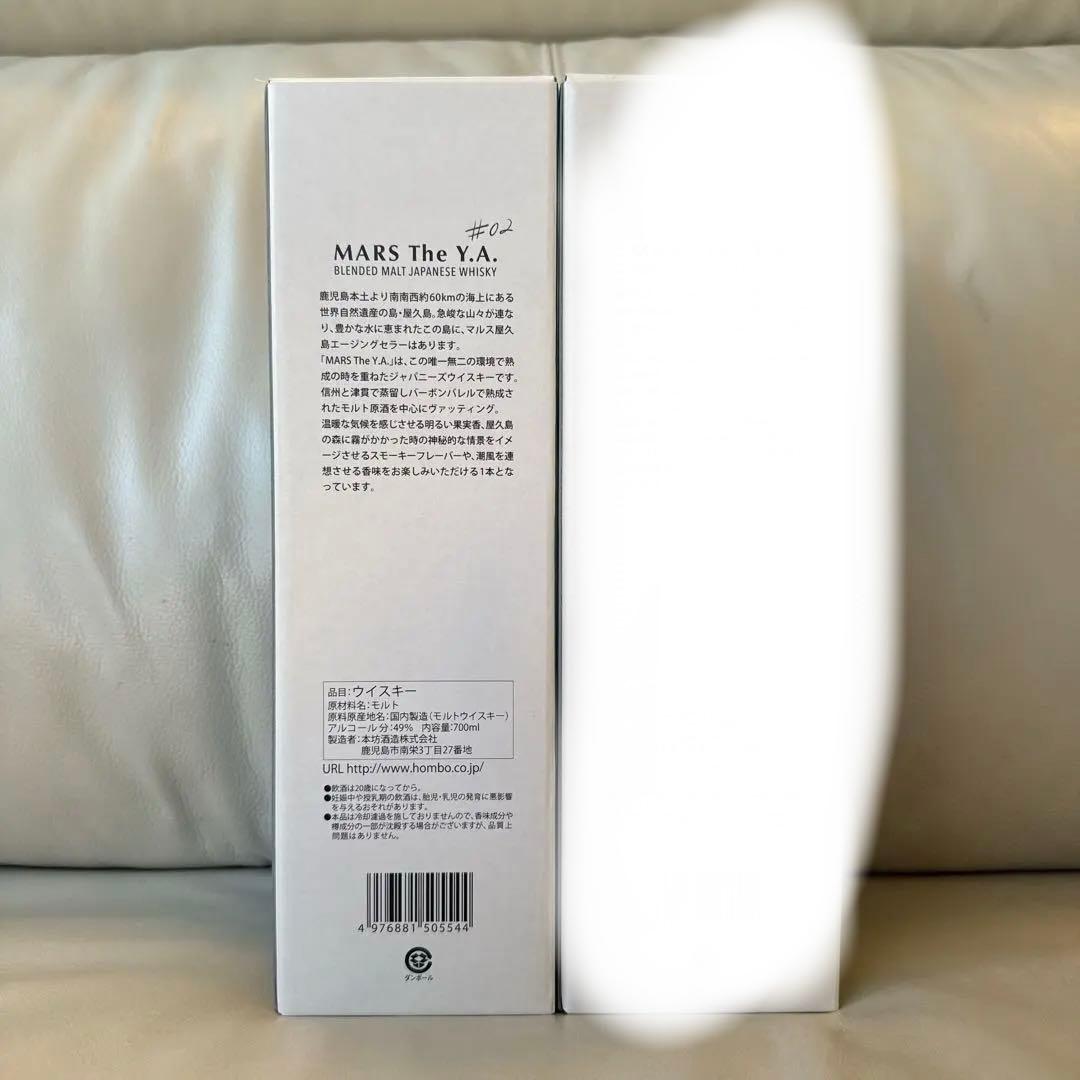 #02
MARS The Y.A.
BLENDED MALT JAPANESE WHISKY
鹿児島本土より南南西約60kmの海上にある
世界自然遺産の島・屋久島。急峻な山々が連な
り、豊かな水に恵まれたこの島に、マルス屋久
島エージングセラーはあります。
「MARS The Y.A.」は、この唯一無二の環境で熟
成の時を重ねたジャパニーズウイスキーです。
信州と津貫で蒸留しバーボンバレルで熟成さ
れたモルト原酒を中心にヴァッティング。
温暖な気候を感じさせる明るい果実香、屋久島
の森に霧がかかった時の神秘的な情景をイメ
ージさせるスモーキーフレーバーや、潮風を連
想させる香味をお楽しみいただける1本とな
っています。
品目：ウイスキー
原材料名：モルト
原料原産地名：国内製造（モルトウイスキー）
アルコール分：49%　内容量：700ml
製造者：本坊酒造株式会社
鹿児島市南栄3丁目27番地
URL http://www.hombo.co.jp/
●飲酒は20歳になってから。
●妊娠中や授乳期の飲酒は、胎児・乳児の発育に悪影響
を与えるおそれがあります。
●本品は冷却濾過を施しておりませんので、香味成分や
樽成分の一部が沈殿する場合がございますが、品質上
問題はありません。
4 976881 505544
ダンボール